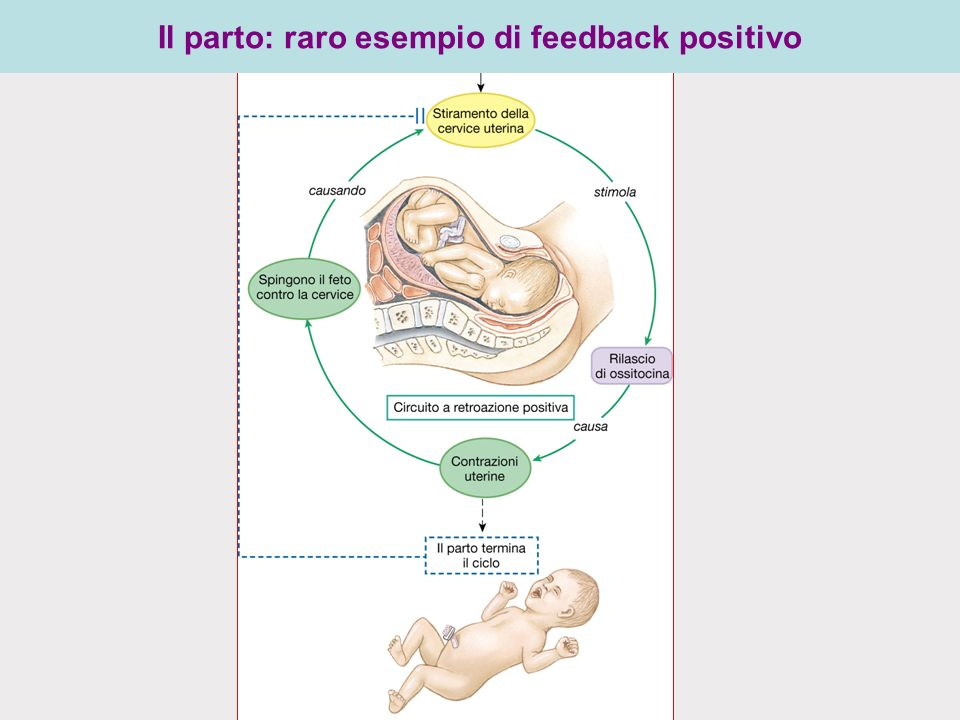 Il parto: raro esempio di feedback positivo
Stiramento della
cervice uterina
causando
stimola
Spingono il feto
contro la cervice
Rilascio
di ossitocina
Circuito a retroazione positiva
causa
Contrazioni
uterine
Il parto termina
il ciclo